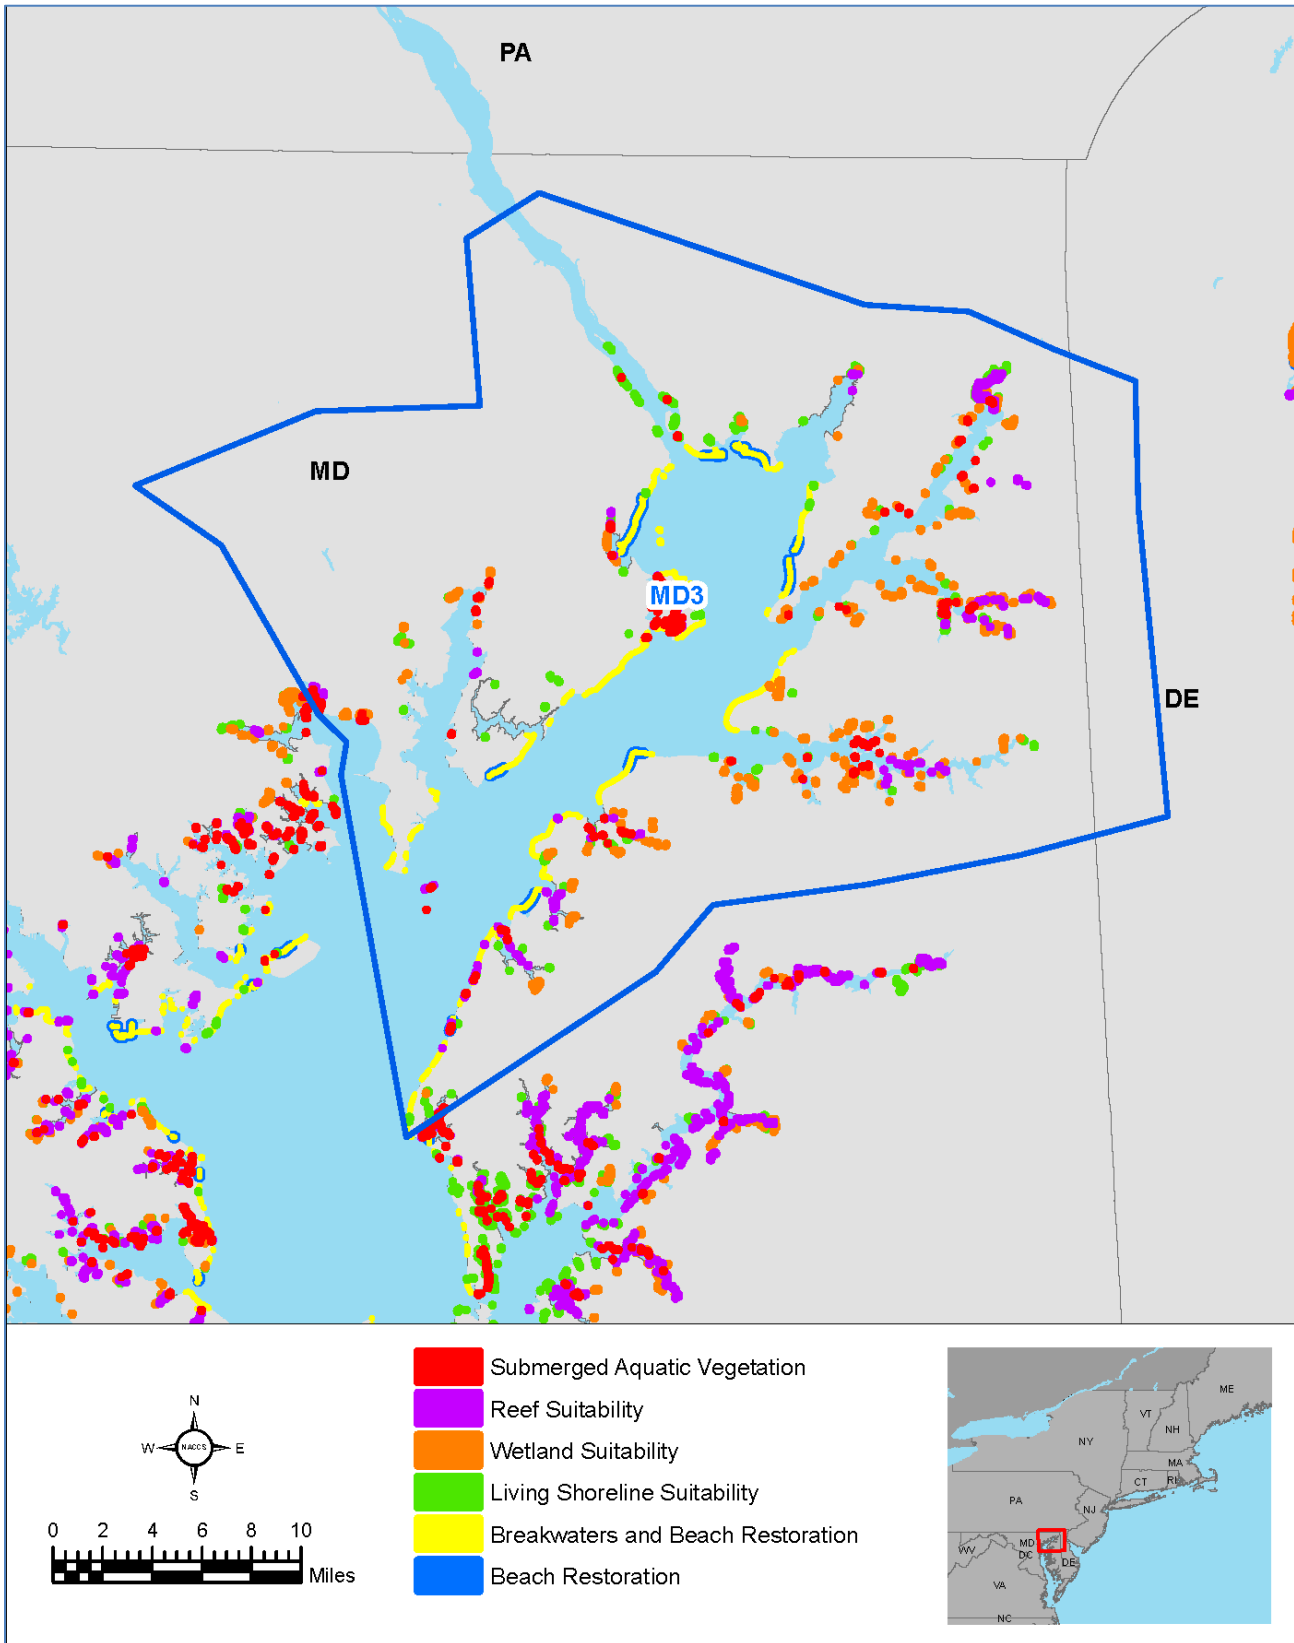 PA
MD
MD3
DE
N
W NACCS E
S
0 2 4 6 8 10
Miles
Submerged Aquatic Vegetation
Reef Suitability
Wetland Suitability
Living Shoreline Suitability
Breakwaters and Beach Restoration
Beach Restoration
ME
VT
NH
NY
MA
CT RI
PA
NJ
MD
WV
DC
DE
VA
NC